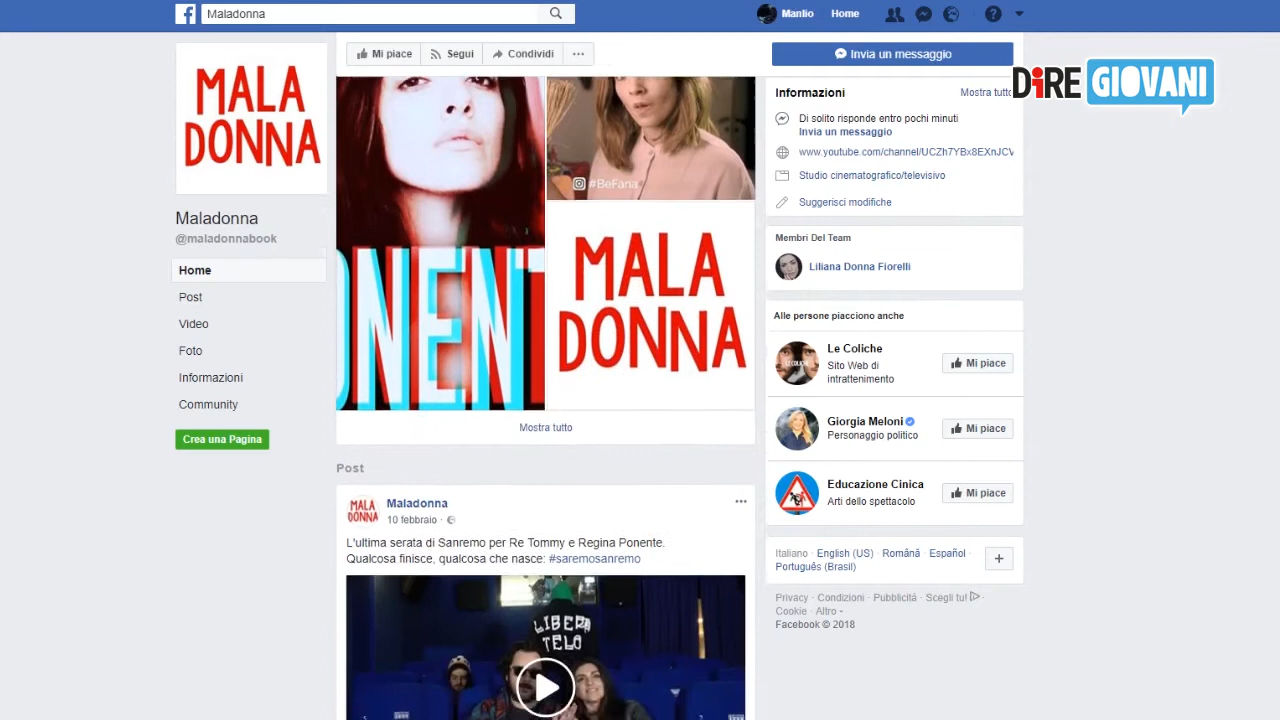 Maladonna
Manlio
Home
Mi piace
Segui
Condividi
Invia un messaggio
DiRE GIOVANI
MALA
DONNA
Maladonna
@maladonnabook
Home
Post
Video
Foto
Informazioni
Community
Crea una Pagina
#BeFana
ONENT
MALA
DONNA
Mostra tutto
Post
MALA
DONNA
Maladonna
10 febbraio
L'ultima serata di Sanremo per Re Tommy e Regina Ponente.
Qualcosa finisce, qualcosa che nasce: #saremosanremo
LIBERA
TELO
Informazioni
Mostra tutto
Di solito risponde entro pochi minuti
Invia un messaggio
www.youtube.com/channel/UCZh7YBx8EXnJCV
Studio cinematografico/televisivo
Suggerisci modifiche
Membri Del Team
Liliana Donna Fiorelli
Alle persone piacciono anche
Le Coliche
Sito Web di
intrattenimento
Mi piace
Giorgia Meloni
Personaggio politico
Mi piace
Educazione Cinica
Arti dello spettacolo
Mi piace
Italiano · English (US) · Română · Español ·
Português (Brasil)
Privacy · Condizioni · Pubblicità · Scegli tu! ·
Cookie · Altro
Facebook © 2018